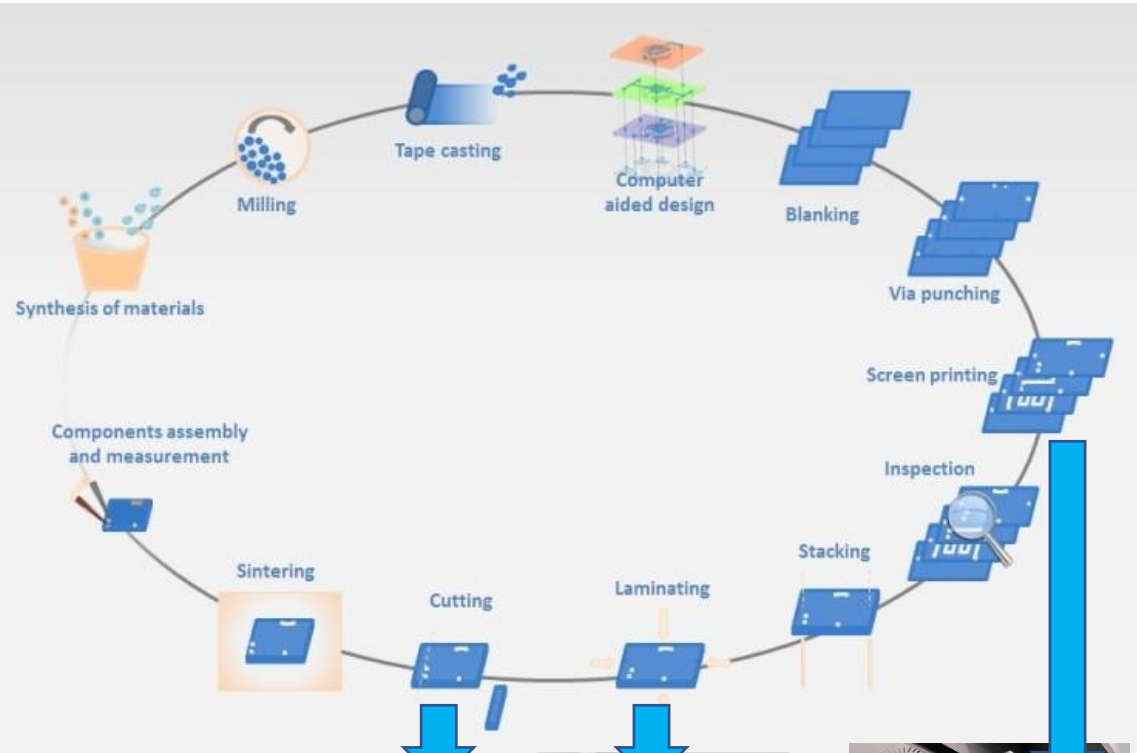 Synthesis of materials
Milling
Tape casting
Computer
aided design
Blanking
Via punching
Screen printing
Inspection
Stacking
Laminating
Cutting
Sintering
Components assembly
and measurement